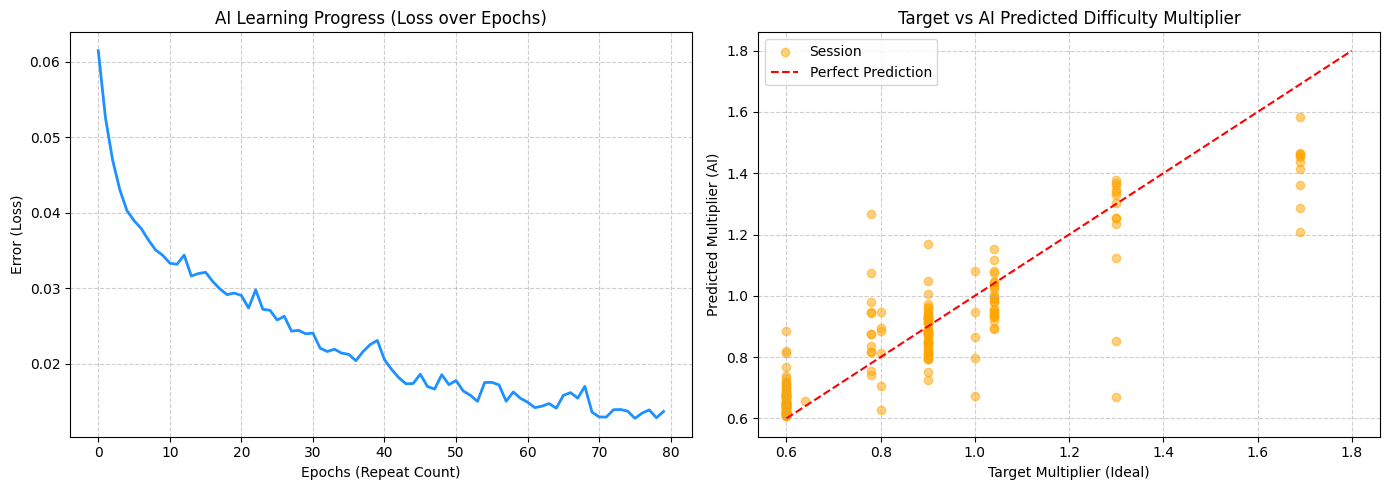 AI Learning Progress (Loss over Epochs)
Error (Loss)
0.06
0.05
0.04
0.03
0.02
0 10 20 30 40 50 60 70 80
Epochs (Repeat Count)
Target vs AI Predicted Difficulty Multiplier
Session
Perfect Prediction
Predicted Multiplier (AI)
1.8
1.6
1.4
1.2
1.0
0.8
0.6
0.6 0.8 1.0 1.2 1.4 1.6 1.8
Target Multiplier (Ideal)